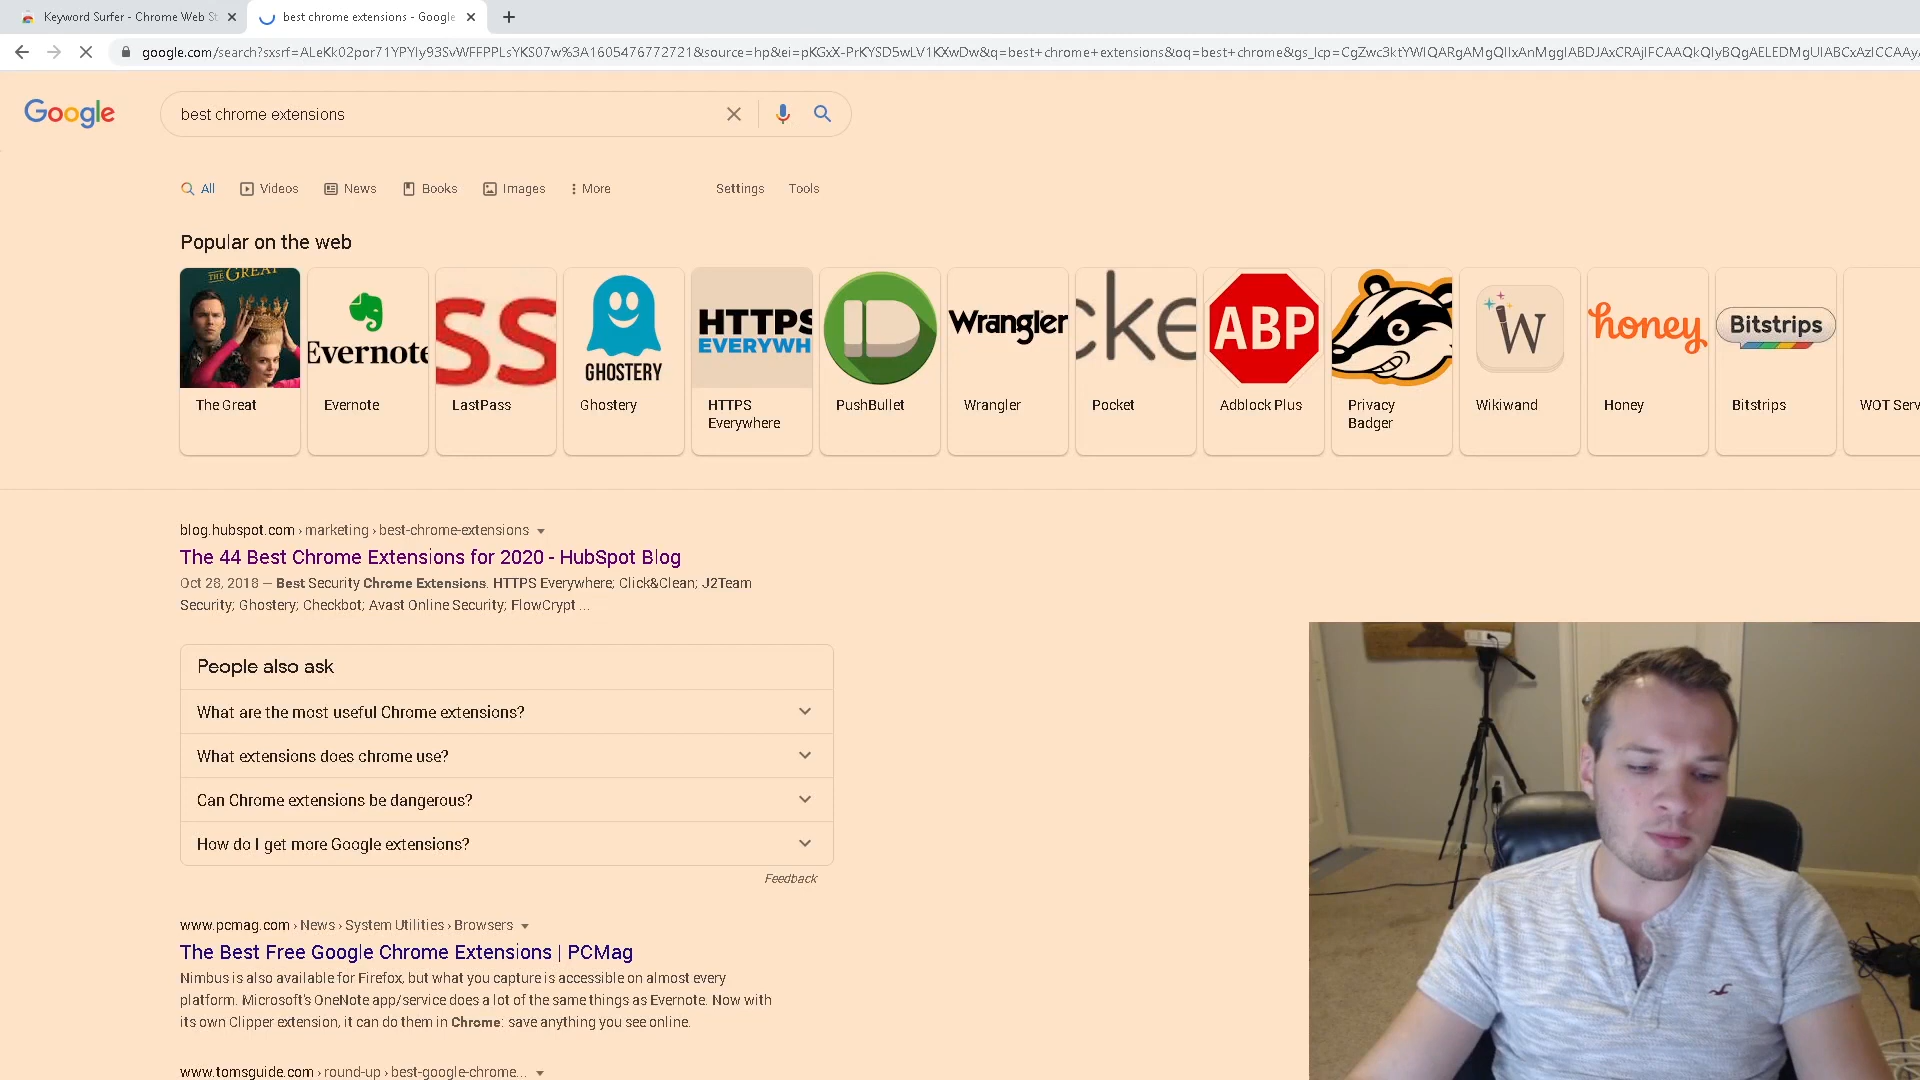 Keyword Surfer - Chrome Web St
best chrome extensions - Google
google.com/search?sxsrf=ALeKk02por71YPYIy93SvWFFPPLsYKS07w%3A1605476772721&source=hp&ei=pKGxX-PrKYSD5wLV1KXwDw&q=best+chrome+extensions&oq=best+chrome&gs_lcp=CgZwc3ktYWIQARgAMgQIIxAnMggIABDJAxCRAjIFCAAQkQIyBQgAELEDMgUIABCxAzICCAAy
Google
best chrome extensions
All Videos News Books Images More Settings Tools
Popular on the web
THE GREAT
Evernote
SS
GHOSTERY
HTTPS
EVERYWH
Wrangler
cke
ABP
W
honey
Bitstrips
The Great
Evernote
LastPass
Ghostery
HTTPS
Everywhere
PushBullet
Wrangler
Pocket
Adblock Plus
Privacy
Badger
Wikiwand
Honey
Bitstrips
WOT Serv
blog.hubspot.com › marketing › best-chrome-extensions
The 44 Best Chrome Extensions for 2020 - HubSpot Blog
Oct 28, 2018 — Best Security Chrome Extensions. HTTPS Everywhere; Click&Clean; J2Team
Security; Ghostery; Checkbot; Avast Online Security; FlowCrypt ...
People also ask
What are the most useful Chrome extensions?
What extensions does chrome use?
Can Chrome extensions be dangerous?
How do I get more Google extensions?
Feedback
www.pcmag.com › News › System Utilities › Browsers
The Best Free Google Chrome Extensions | PCMag
Nimbus is also available for Firefox, but what you capture is accessible on almost every
platform. Microsoft's OneNote app/service does a lot of the same things as Evernote. Now with
its own Clipper extension, it can do them in Chrome: save anything you see online.
www.tomsguide.com › round-up › best-google-chrome...